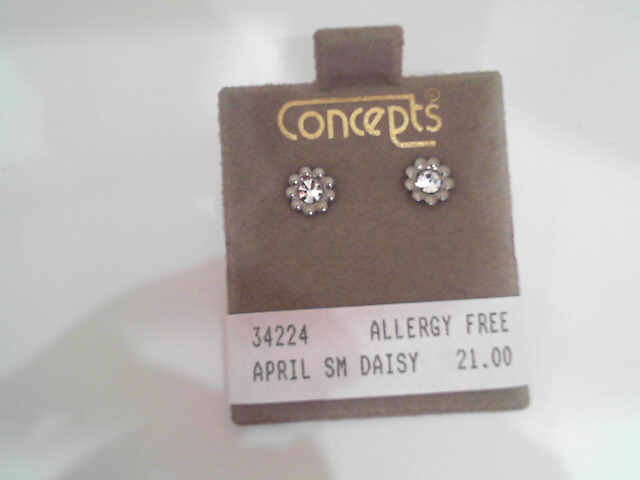 Concepts®
34224 ALLERGY FREE
APRIL SM DAISY 21.00